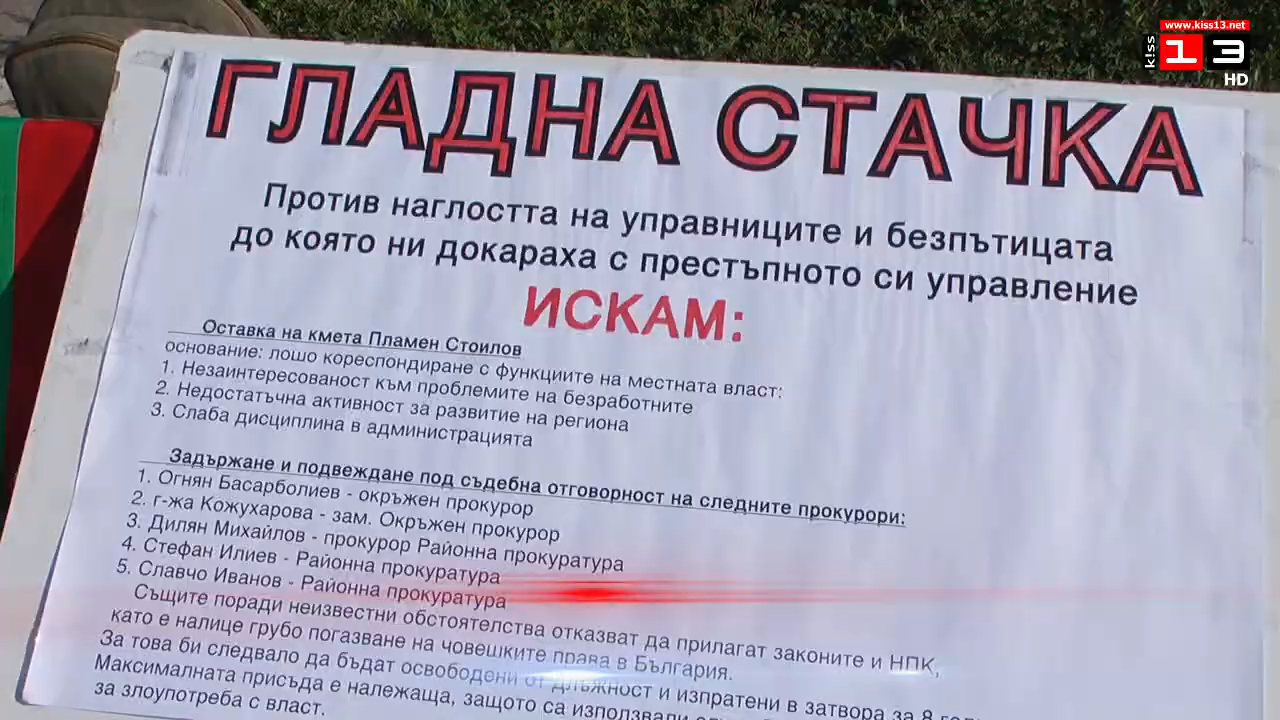 www.kiss13.net
kiss 13
HD
ГЛАДНА СТАЧКА
Против наглостта на управниците и безпътицата
до която ни докараха с престъпното си управление
ИСКАМ:
Оставка на кмета Пламен Стоилов
основание: лошо кореспондиране с функциите на местната власт:
1. Незаинтересованост към проблемите на безработните
2. Недостатъчна активност за развитие на региона
3. Слаба дисциплина в администрацията
Задържане и подвеждане под съдебна отговорност на следните прокурори:
1. Огнян Басарболиев - окръжен прокурор
2. г-жа Кожухарова - зам. Окръжен прокурор
3. Дилян Михайлов - прокурор Районна прокуратура
4. Стефан Илиев - Районна прокуратура
5. Славчо Иванов - Районна прокуратура
Същите поради неизвестни обстоятелства отказват да прилагат законите и НПК,
като е налице грубо погазване на човешките права в България.
За това би следвало да бъдат освободени от длъжност и изпратени в затвора за 8
Максималната присъда е належаща, защото са използвали
за злоупотреба с власт.